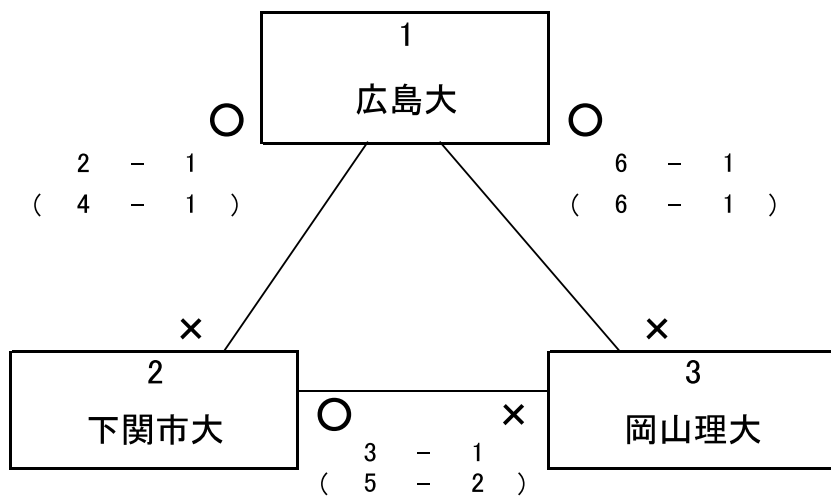 1
広島大
○ ○
2 － 1
( 4 － 1 )
6 － 1
( 6 － 1 )
× ×
2
下関市大
3
岡山理大
○ ×
3 － 1
( 5 － 2 )